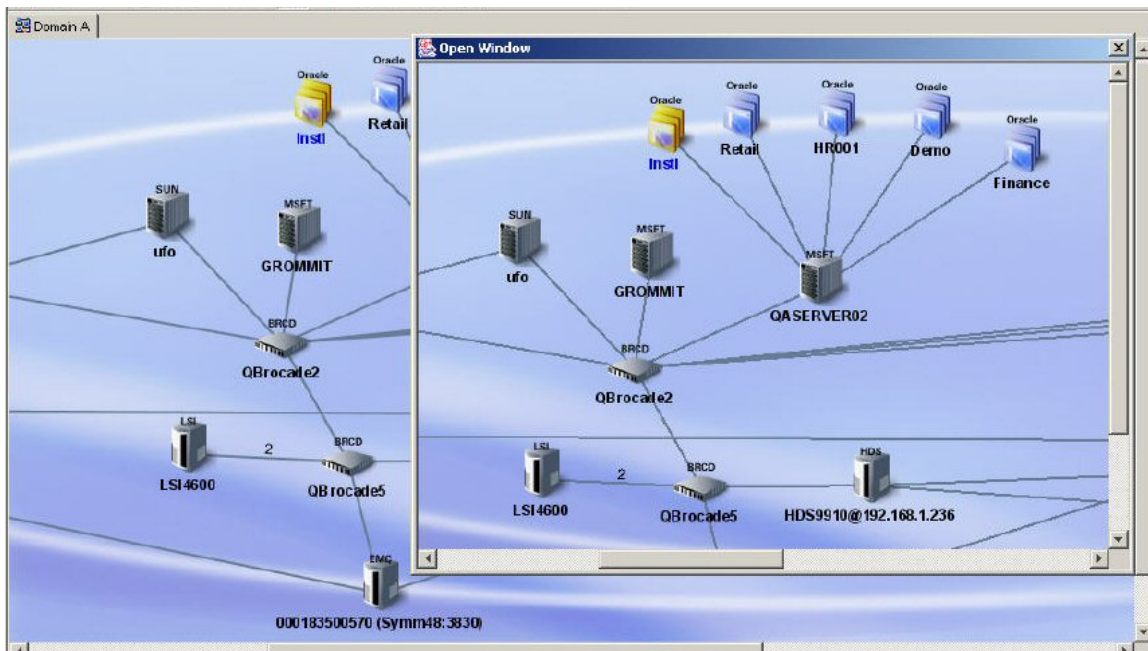 Domain A
Oracle
Instl
Oracle
Retail
SUN
ufo
MSFT
GROMMIT
BRCD
QBrocade2
LSI
LSI4600
2
BRCD
QBrocade5
EMC
000183500570 (Symm48:3830)
Open Window
Oracle
Instl
Oracle
Retail
Oracle
HR001
Oracle
Demo
Oracle
Finance
SUN
ufo
MSFT
GROMMIT
MSFT
QASERVER02
BRCD
QBrocade2
LSI
LSI4600
2
BRCD
QBrocade5
HDS
HDS9910@192.168.1.236